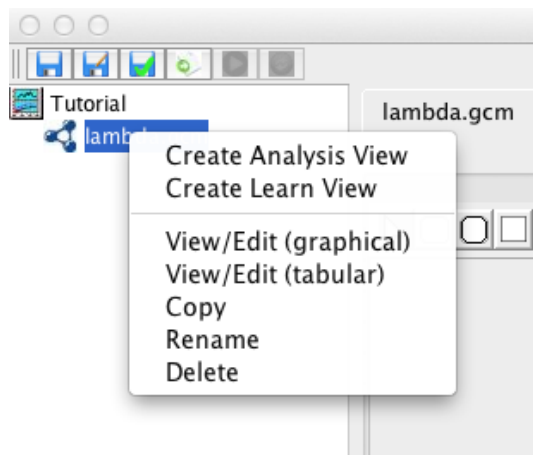 Tutorial
lambda.gcm
Create Analysis View
Create Learn View
View/Edit (graphical)
View/Edit (tabular)
Copy
Rename
Delete